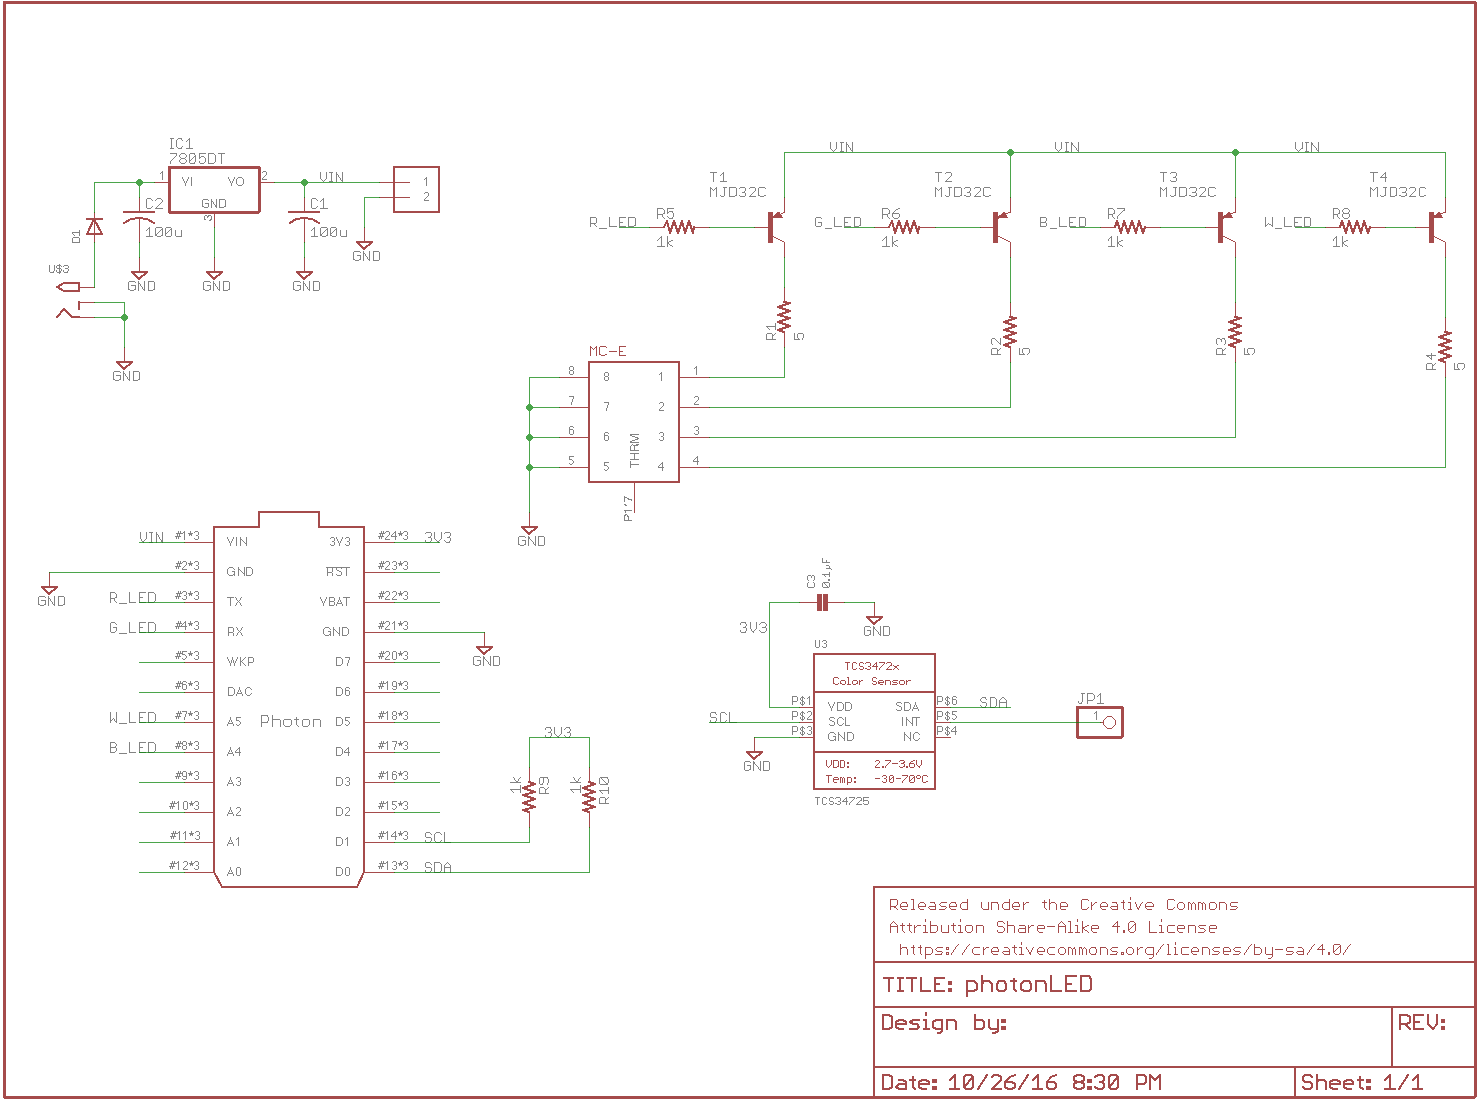 IC1
7805DT
1
VI
VO
2
GND
3
VIN
1
2
C2
100u
C1
100u
D1
GND
GND
GND
GND
U$3
GND
VIN
VIN
VIN
T1
MJD32C
T2
MJD32C
T3
MJD32C
T4
MJD32C
R_LED
R5
1k
G_LED
R6
1k
B_LED
R7
1k
W_LED
R8
1k
R1
5
R2
5
R3
5
R4
5
MC-E
8 8 1 1
7 7 2 2
6 6 3 3
5 5 4 4
THRM
P1'7
GND
VIN #1*3 VIN 3V3 #24*3 3V3
#2*3 GND RST #23*3
GND
R_LED #3*3 TX VBAT #22*3
G_LED #4*3 RX GND #21*3
GND
#5*3 WKP D7 #20*3
#6*3 DAC D6 #19*3
W_LED #7*3 A5 Photon D5 #18*3
B_LED #8*3 A4 D4 #17*3
#9*3 A3 D3 #16*3
#10*3 A2 D2 #15*3
#11*3 A1 D1 #14*3 SCL
#12*3 A0 D0 #13*3 SDA
3V3
1k
R9
1k
R10
C3
0.1µF
GND
3V3
U3
TCS3472x
Color Sensor
P$1 VDD SDA P$6 SDA
SCL P$2 SCL INT P$5
P$3 GND NC P$4
GND
VDD: 2.7-3.6V
Temp: -30-70°C
TCS34725
JP1
1
Released under the Creative Commons
Attribution Share-Alike 4.0 License
https://creativecommons.org/licenses/by-sa/4.0/
TITLE: photonLED
Design by:
REV:
Date: 10/26/16 8:30 PM
Sheet: 1/1